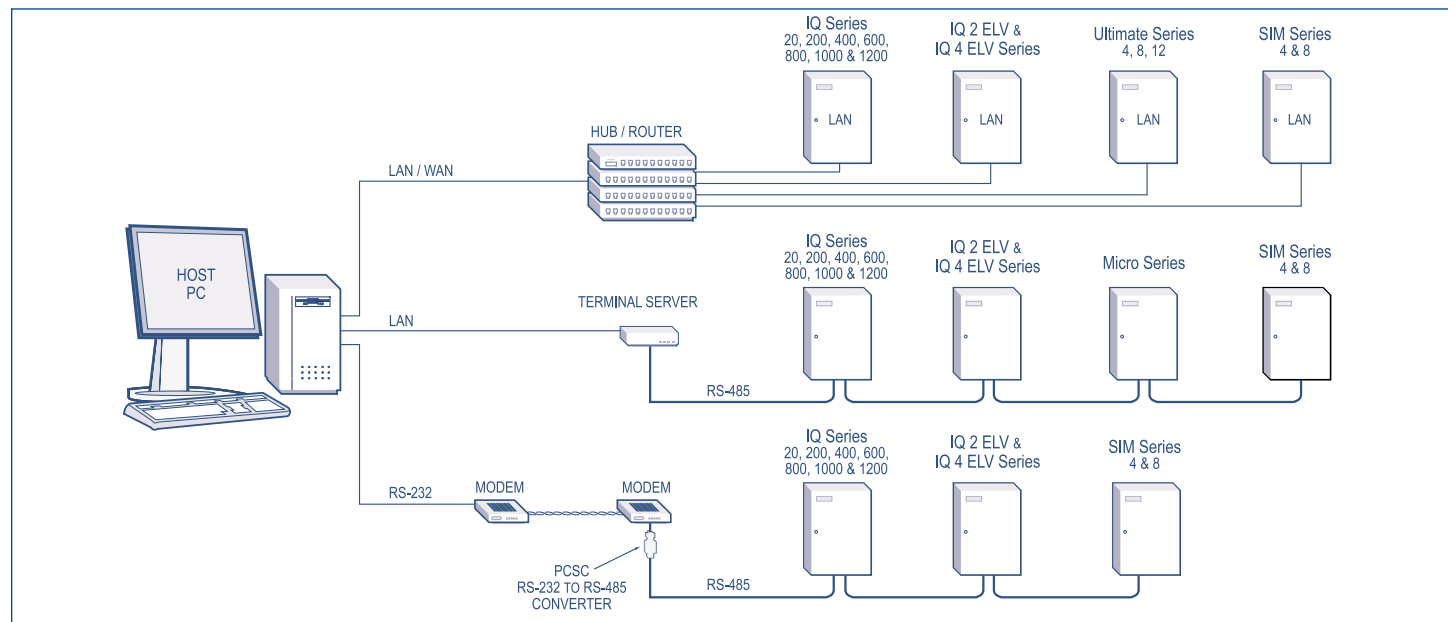 IQ Series
20, 200, 400, 600,
800, 1000 & 1200
IQ 2 ELV &
IQ 4 ELV Series
Ultimate Series
4, 8, 12
SIM Series
4 & 8
LAN
LAN
LAN
LAN
HUB / ROUTER
LAN / WAN
HOST
PC
IQ Series
20, 200, 400, 600,
800, 1000 & 1200
IQ 2 ELV &
IQ 4 ELV Series
Micro Series
SIM Series
4 & 8
TERMINAL SERVER
LAN
RS-485
IQ Series
20, 200, 400, 600,
800, 1000 & 1200
IQ 2 ELV &
IQ 4 ELV Series
SIM Series
4 & 8
RS-232
MODEM
MODEM
PCSC
RS-232 TO RS-485
CONVERTER
RS-485